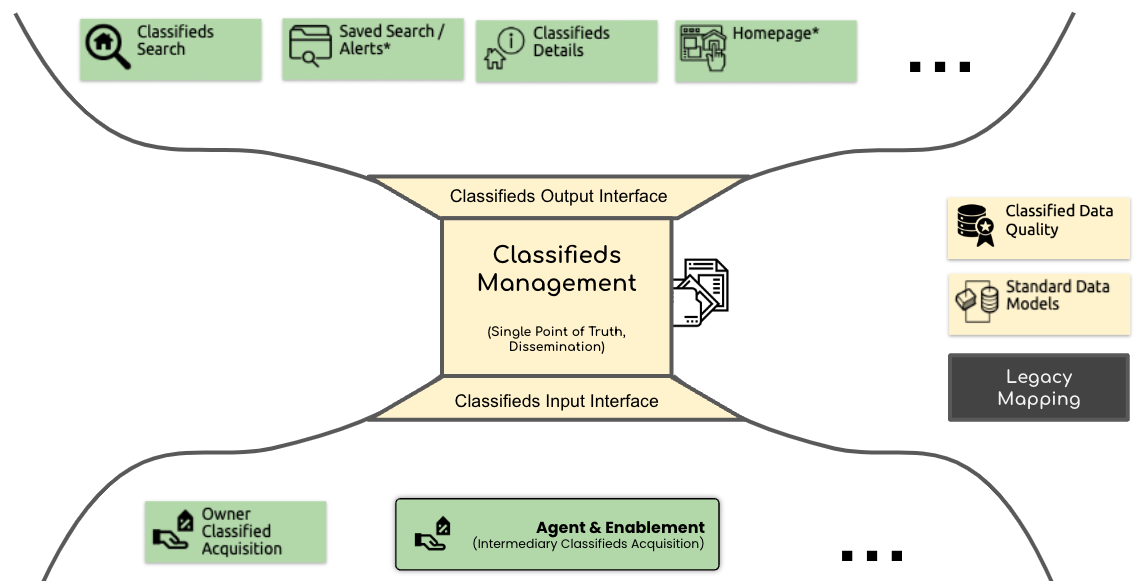 Classifieds
Search
Saved Search /
Alerts*
Classifieds
Details
Homepage*
Classifieds Output Interface
Classifieds
Management
(Single Point of Truth,
Dissemination)
Classified Data
Quality
Standard Data
Models
Legacy
Mapping
Classifieds Input Interface
Owner
Classified
Acquisition
Agent & Enablement
(Intermediary Classifieds Acquisition)